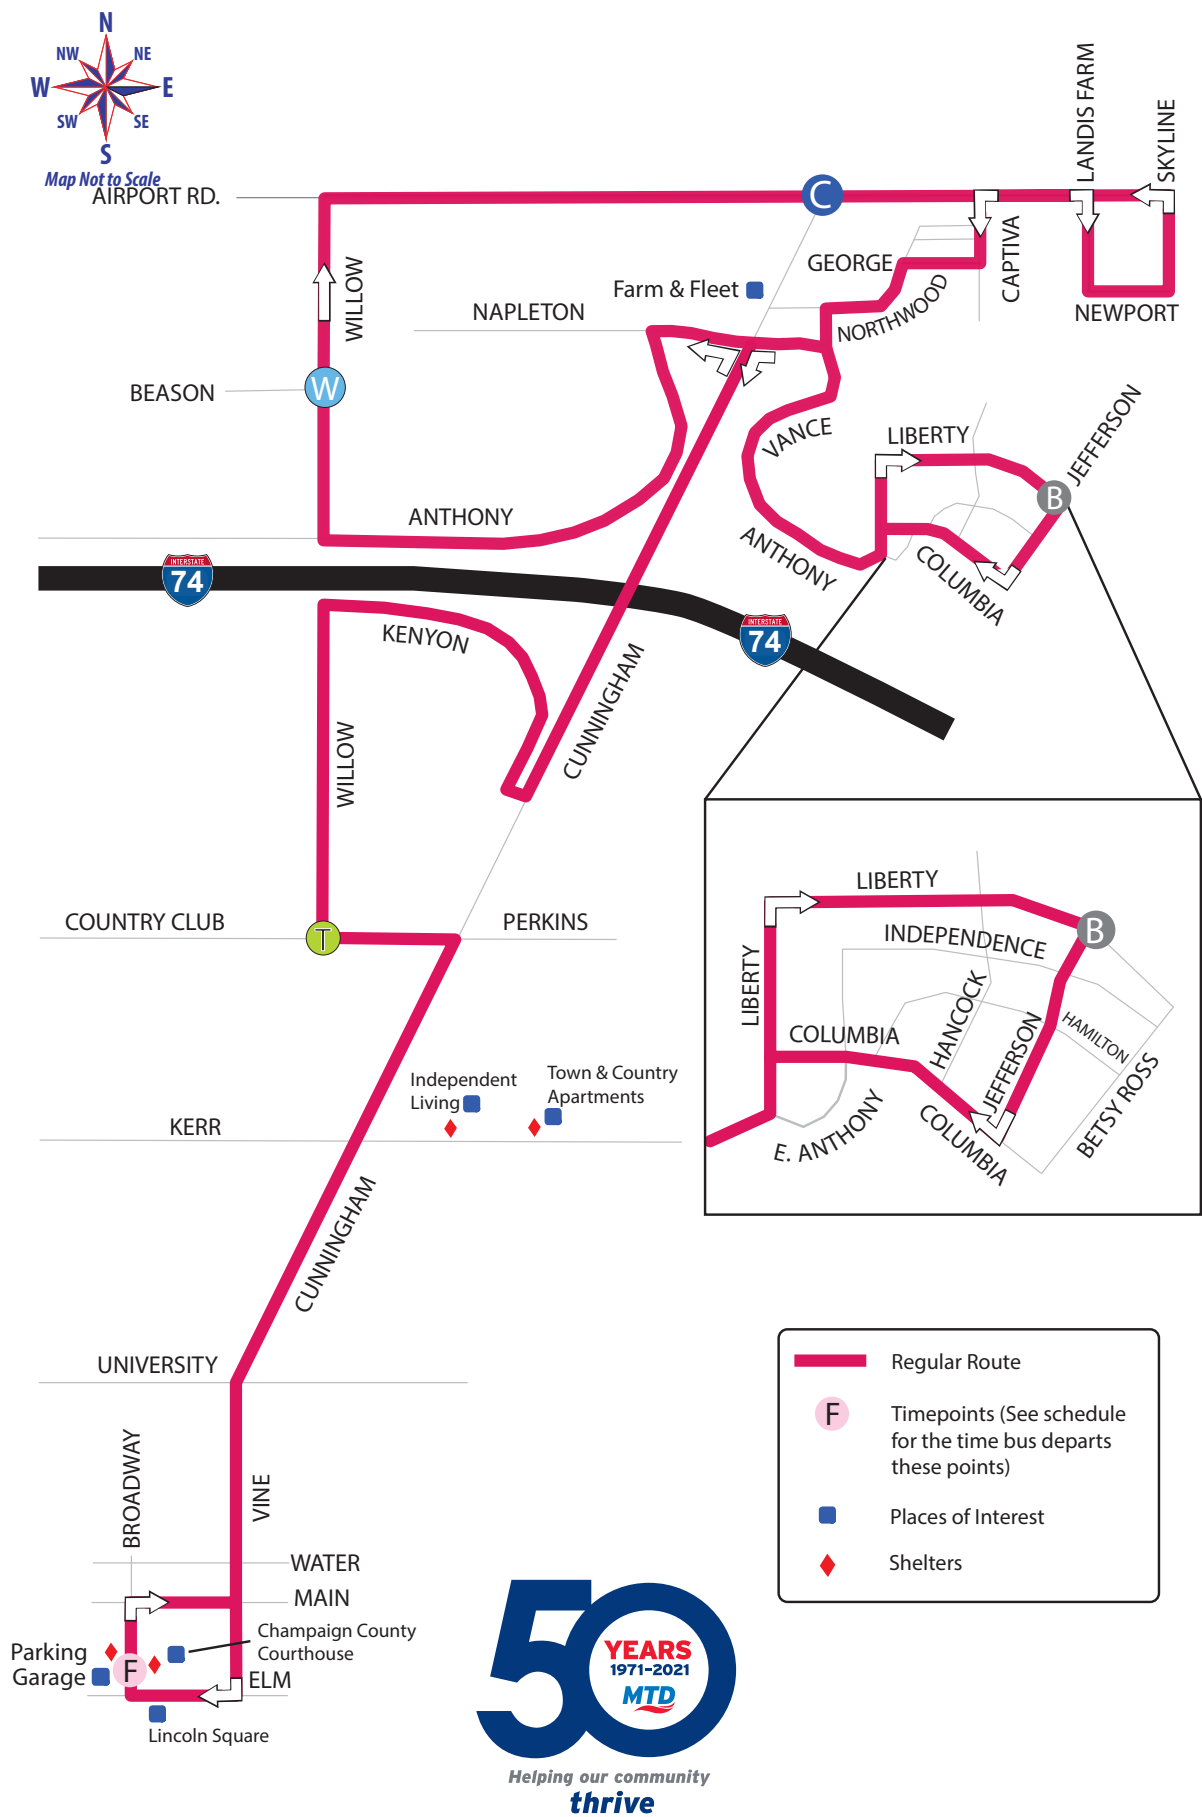 N
NW
NE
W
E
SW
SE
S
Map Not to Scale
AIRPORT RD.
LANDIS FARM
SKYLINE
C
CAPTIVA
GEORGE
WILLOW
Farm & Fleet
NORTHWOOD
NEWPORT
NAPLETON
BEASON
W
VANCE
LIBERTY
JEFFERSON
B
ANTHONY
ANTHONY
COLUMBIA
INTERSTATE
74
KENYON
INTERSTATE
74
CUNNINGHAM
WILLOW
LIBERTY
COUNTRY CLUB
T
PERKINS
INDEPENDENCE
B
LIBERTY
HANCOCK
COLUMBIA
JEFFERSON
HAMILTON
BETSY ROSS
E. ANTHONY
COLUMBIA
Independent
Living
Town & Country
Apartments
KERR
CUNNINGHAM
UNIVERSITY
Regular Route
F
Timepoints (See schedule
for the time bus departs
these points)
Places of Interest
Shelters
BROADWAY
VINE
WATER
MAIN
Champaign County
Courthouse
Parking
Garage
F
ELM
Lincoln Square
50
YEARS
1971–2021
MTD
Helping our community
thrive